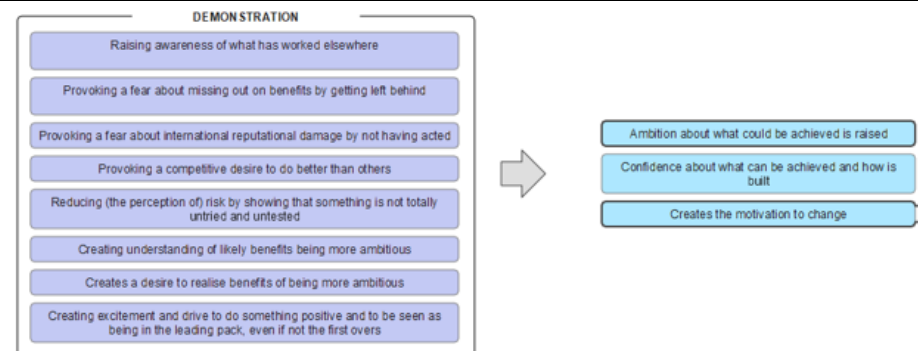 DEMONSTRATION
Raising awareness of what has worked elsewhere
Provoking a fear about missing out on benefits by getting left behind
Provoking a fear about international reputational damage by not having acted
Provoking a competitive desire to do better than others
Reducing (the perception of) risk by showing that something is not totally
untried and untested
Creating understanding of likely benefits being more ambitious
Creates a desire to realise benefits of being more ambitious
Creating excitement and drive to do something positive and to be seen as
being in the leading pack, even if not the first overs
Ambition about what could be achieved is raised
Confidence about what can be achieved and how is
built
Creates the motivation to change